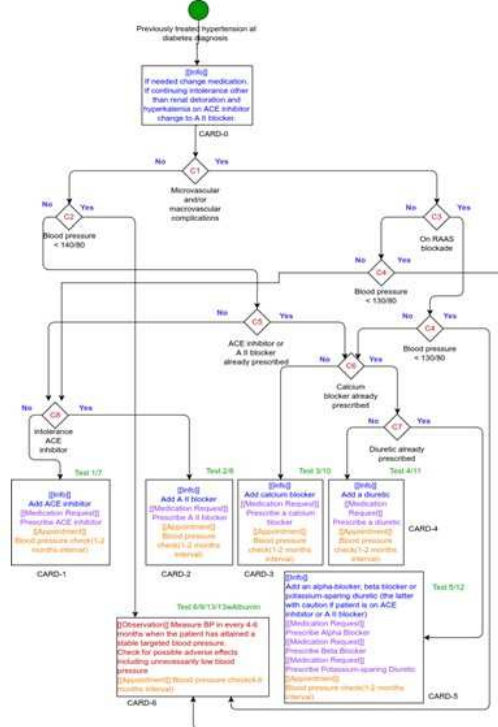 Previously treated hypertension at
diabetes diagnosis
[[Info]]
If needed change medication.
If continuing intolerance other
than renal detoration and
hyperkalemia on ACE inhibitor
change to A II blocker
CARD-0
No
C1
Yes
Microvascular
and/or
macrovascular
complications
No
C2
Yes
Blood pressure
< 140/80
No
C3
Yes
On RAAS
blockade
No
C4
Yes
Blood pressure
< 130/80
No
C5
Yes
ACE inhibitor or
A II blocker
already prescribed
C4
Yes
Blood pressure
< 130/80
No
C6
Yes
Calcium
blocker already
prescribed
No
C8
Yes
intolerance
ACE
inhibitor
No
C7
Yes
Diuretic already
prescribed
Test 1/7
[[Info]]
Add ACE inhibitor
[[Medication Request]]
Prescribe ACE inhibitor
[[Appointment]]
Blood pressure check(1-2
months interval)
CARD-1
Test 2/8
[[Info]]
Add A II blocker
[[Medication Request]]
Prescribe A II blocker
[[Appointment]]
Blood pressure
check(1-2 months
interval)
CARD-2
Test 3/10
[[Info]]
Add calcium blocker
[[Medication Request]]
Prescribe a calcium
blocker
[[Appointment]]
Blood pressure
check(1-2 months
interval)
CARD-3
Test 4/11
[[Info]]
Add a diuretic
[[Medication
Request]]
Prescribe a diuretic
[[Appointment]]
Blood pressure
check(1-2 months
interval)
CARD-4
Test 5/12
[[Info]]
Add an alpha-blocker, beta blocker or
potassium-sparing diuretic (the latter
with caution if patient is on ACE
inhibitor or A II blocker)
[[Medication Request]]
Prescribe Alpha Blocker
[[Medication Request]]
Prescribe Beta Blocker
[[Medication Request]]
Prescribe Potassium-sparing Diuretic
[[Appointment]]
Blood pressure check(1-2 months
interval)
CARD-5
Test 6/9/13/13wAlbumin
[[Observation]] Measure BP in every 4-6
months when the patient has attained a
stable targeted blood pressure.
Check for possible adverse effects
including unnecessarily low blood
pressure
[[Appointment]] Blood pressure check(4-6
months interval)
CARD-6